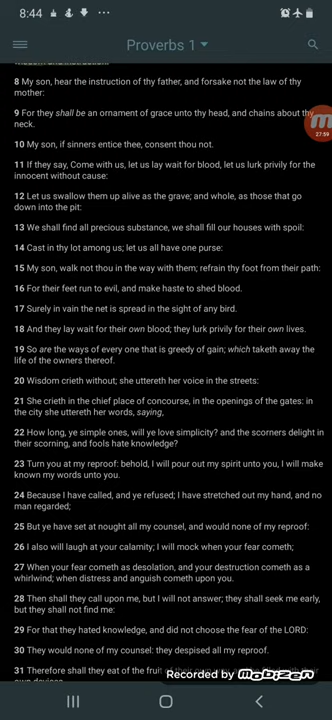 8:44
Proverbs 1
8 My son, hear the instruction of thy father, and forsake not the law of thy
mother:
9 For they shall be an ornament of grace unto thy head, and chains about thy
neck.
27:59
10 My son, if sinners entice thee, consent thou not.
11 If they say, Come with us, let us lay wait for blood, let us lurk privily for the
innocent without cause:
12 Let us swallow them up alive as the grave; and whole, as those that go
down into the pit:
13 We shall find all precious substance, we shall fill our houses with spoil:
14 Cast in thy lot among us; let us all have one purse:
15 My son, walk not thou in the way with them; refrain thy foot from their path:
16 For their feet run to evil, and make haste to shed blood.
17 Surely in vain the net is spread in the sight of any bird.
18 And they lay wait for their own blood; they lurk privily for their own lives.
19 So are the ways of every one that is greedy of gain; which taketh away the
life of the owners thereof.
20 Wisdom crieth without; she uttereth her voice in the streets:
21 She crieth in the chief place of concourse, in the openings of the gates: in
the city she uttereth her words, saying,
22 How long, ye simple ones, will ye love simplicity? and the scorners delight in
their scorning, and fools hate knowledge?
23 Turn you at my reproof: behold, I will pour out my spirit unto you, I will make
known my words unto you.
24 Because I have called, and ye refused; I have stretched out my hand, and no
man regarded;
25 But ye have set at nought all my counsel, and would none of my reproof:
26 I also will laugh at your calamity; I will mock when your fear cometh;
27 When your fear cometh as desolation, and your destruction cometh as a
whirlwind; when distress and anguish cometh upon you.
28 Then shall they call upon me, but I will not answer; they shall seek me early,
but they shall not find me:
29 For that they hated knowledge, and did not choose the fear of the LORD:
30 They would none of my counsel: they despised all my reproof.
31 Therefore shall they eat of the fruit of their own
Recorded by MOBIZEN